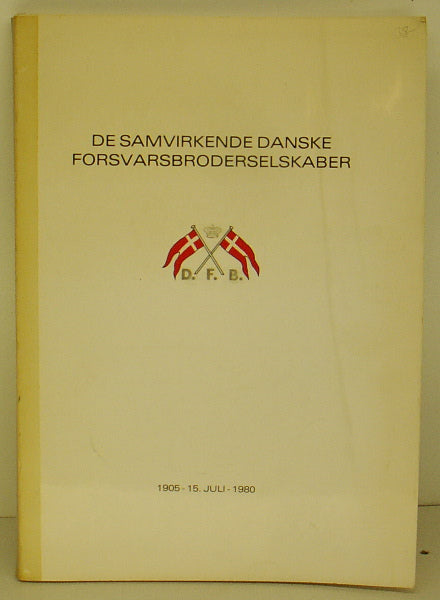 DE SAMVIRKENDE DANSKE
FORSVARSBRODERSELSKABER
D. F. B.
1905 - 15. JULI - 1980